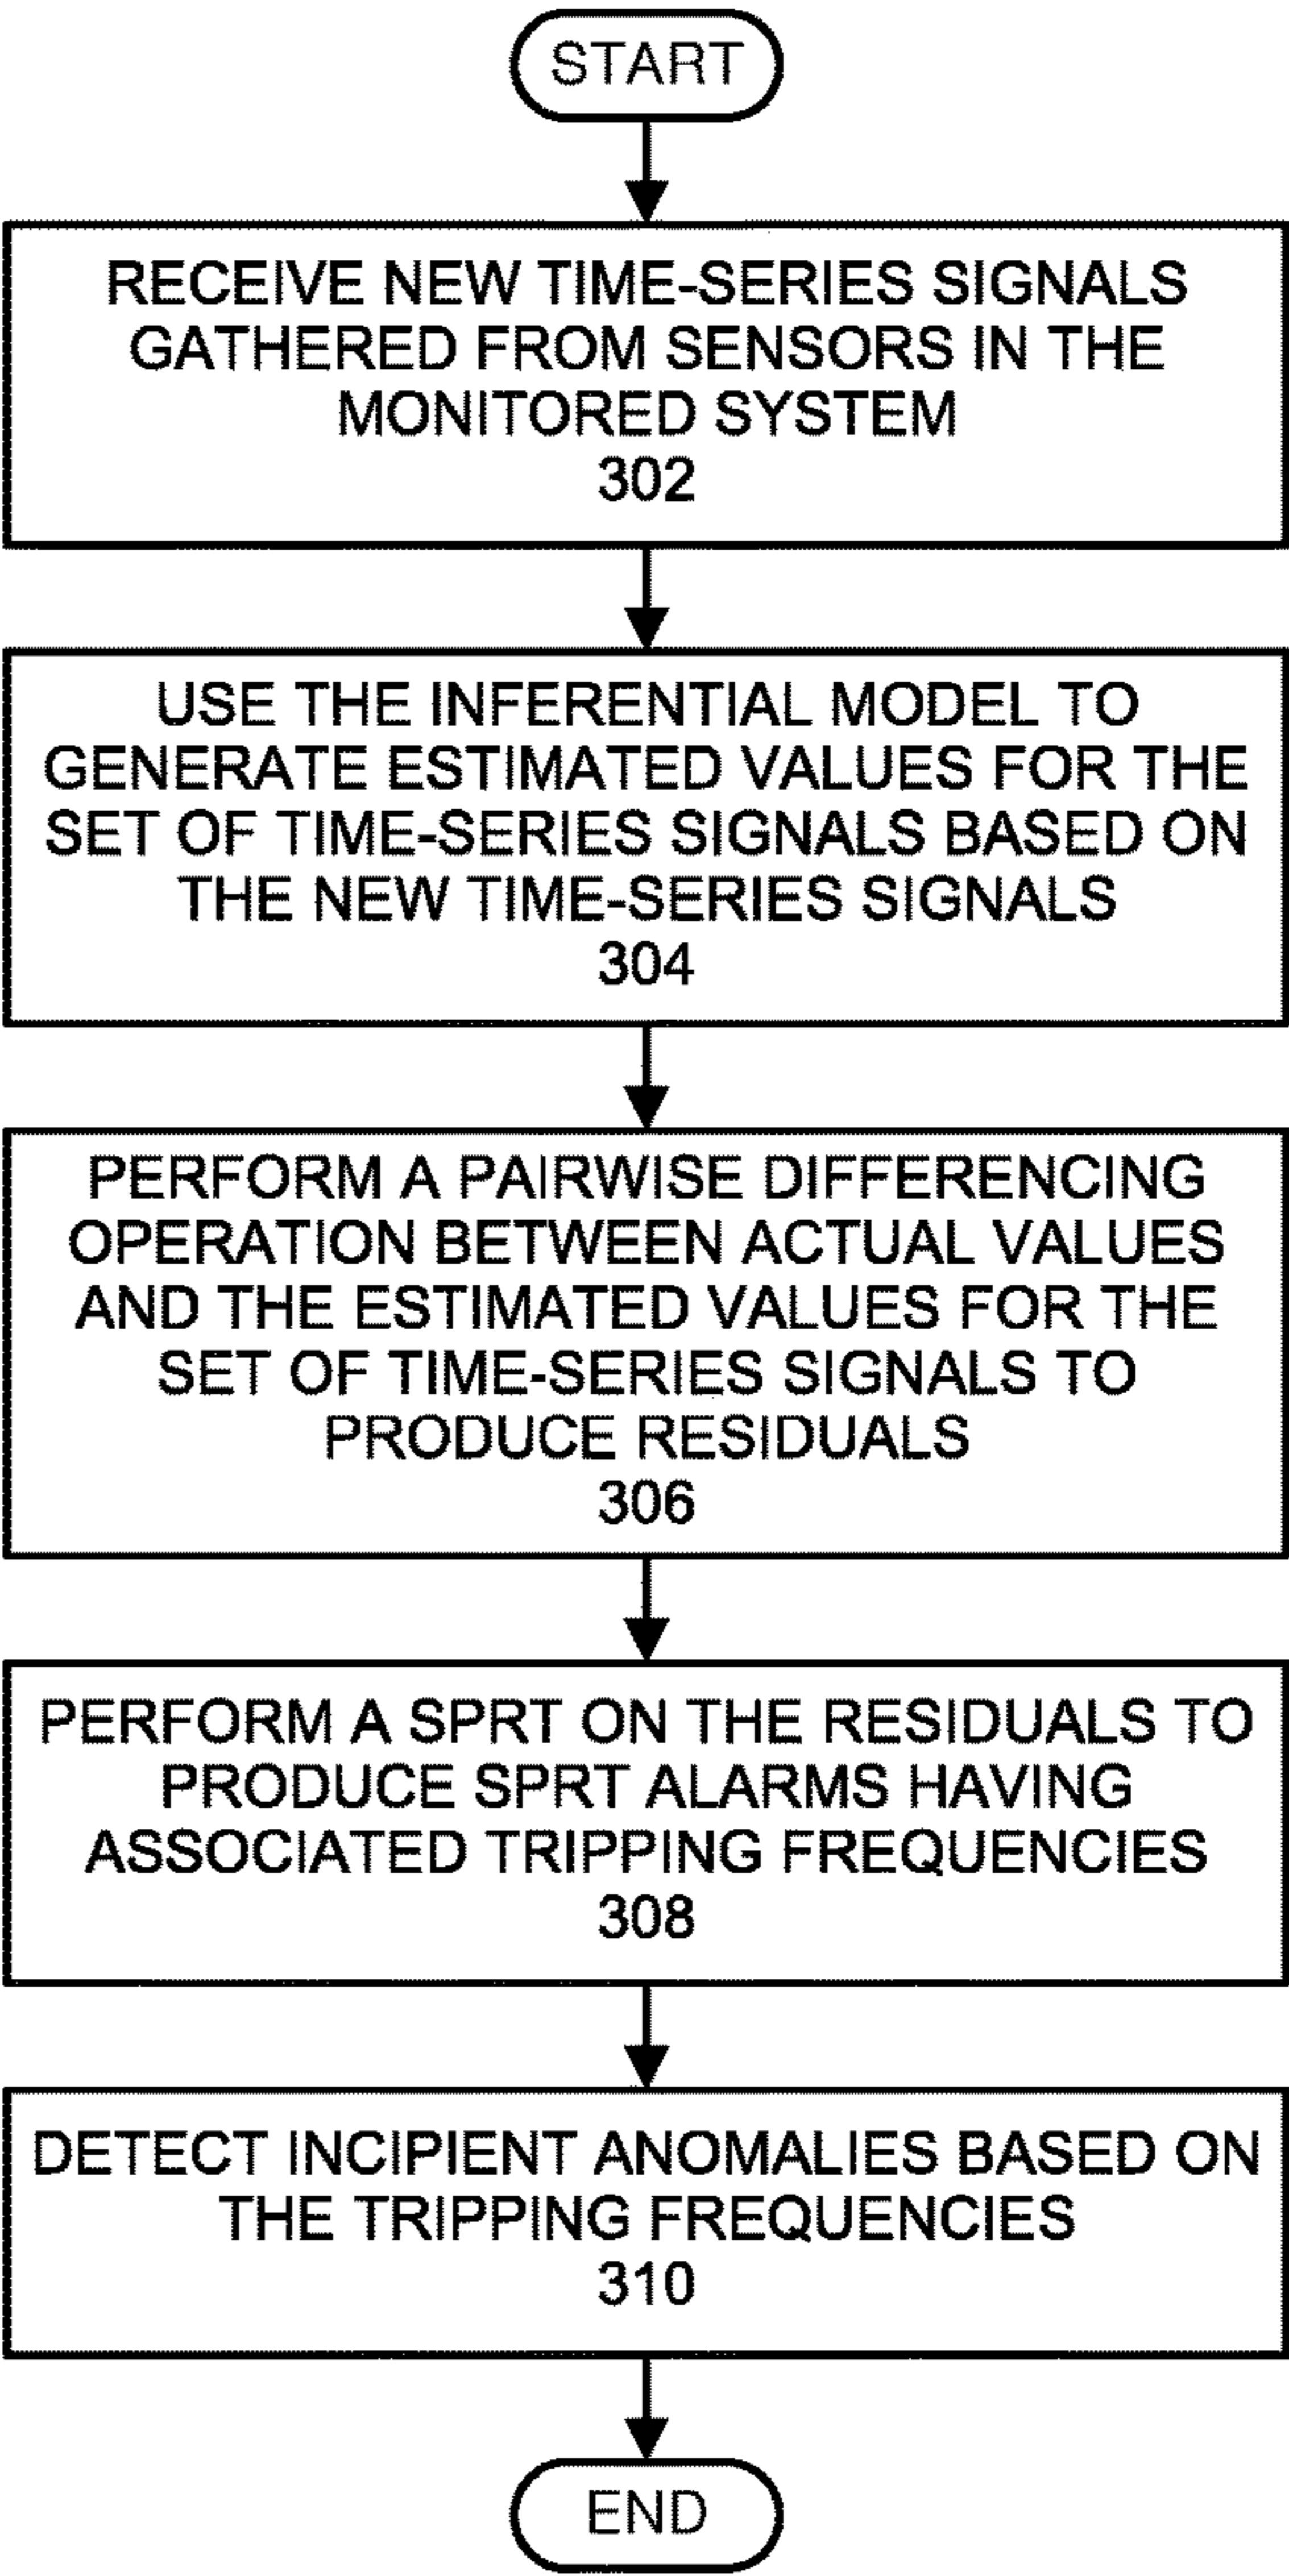 START
RECEIVE NEW TIME-SERIES SIGNALS
GATHERED FROM SENSORS IN THE
MONITORED SYSTEM
302
USE THE INFERENTIAL MODEL TO
GENERATE ESTIMATED VALUES FOR THE
SET OF TIME-SERIES SIGNALS BASED ON
THE NEW TIME-SERIES SIGNALS
304
PERFORM A PAIRWISE DIFFERENCING
OPERATION BETWEEN ACTUAL VALUES
AND THE ESTIMATED VALUES FOR THE
SET OF TIME-SERIES SIGNALS TO
PRODUCE RESIDUALS
306
PERFORM A SPRT ON THE RESIDUALS TO
PRODUCE SPRT ALARMS HAVING
ASSOCIATED TRIPPING FREQUENCIES
308
DETECT INCIPIENT ANOMALIES BASED ON
THE TRIPPING FREQUENCIES
310
END